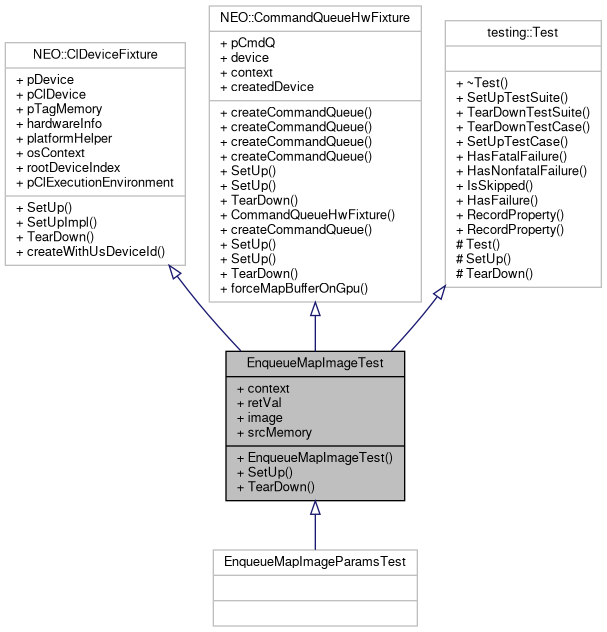 NEO::ClDeviceFixture
+ pDevice
+ pClDevice
+ pTagMemory
+ hardwareInfo
+ platformHelper
+ osContext
+ rootDeviceIndex
+ pClExecutionEnvironment
+ SetUp()
+ SetUpImpl()
+ TearDown()
+ createWithUsDeviceId()
NEO::CommandQueueHwFixture
+ pCmdQ
+ device
+ context
+ createdDevice
+ createCommandQueue()
+ createCommandQueue()
+ createCommandQueue()
+ createCommandQueue()
+ SetUp()
+ SetUp()
+ TearDown()
+ CommandQueueHwFixture()
+ createCommandQueue()
+ SetUp()
+ SetUp()
+ TearDown()
+ forceMapBufferOnGpu()
testing::Test
+ ~Test()
+ SetUpTestSuite()
+ TearDownTestSuite()
+ TearDownTestCase()
+ SetUpTestCase()
+ HasFatalFailure()
+ HasNonfatalFailure()
+ IsSkipped()
+ HasFailure()
+ RecordProperty()
+ RecordProperty()
# Test()
# SetUp()
# TearDown()
EnqueueMapImageTest
+ context
+ retVal
+ image
+ srcMemory
+ EnqueueMapImageTest()
+ SetUp()
+ TearDown()
EnqueueMapImageParamsTest